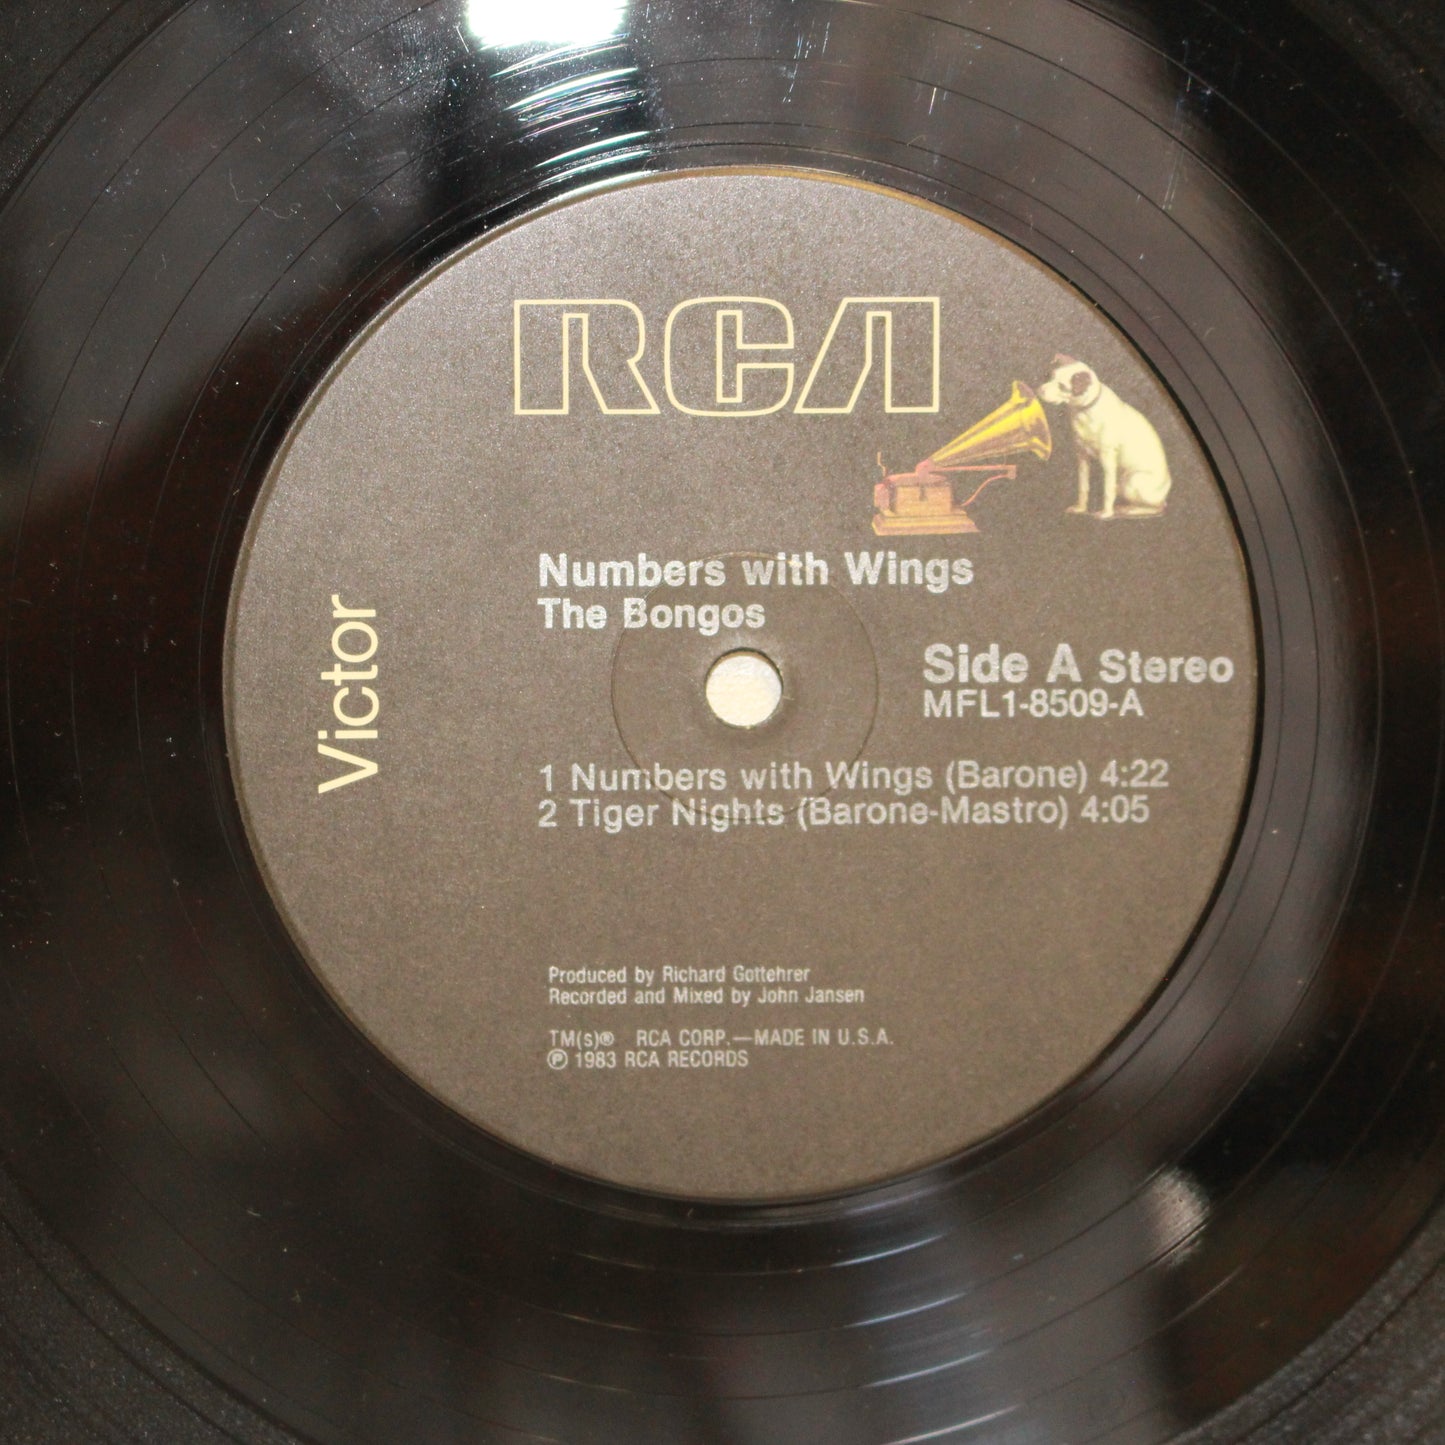 RCA
Victor
Numbers with Wings
The Bongos
Side A Stereo
MFL1-8509-A
1 Numbers with Wings (Barone) 4:22
2 Tiger Nights (Barone-Mastro) 4:05
Produced by Richard Gottehrer
Recorded and Mixed by John Jansen
TM(s)® RCA CORP.—MADE IN U.S.A.
℗ 1983 RCA RECORDS